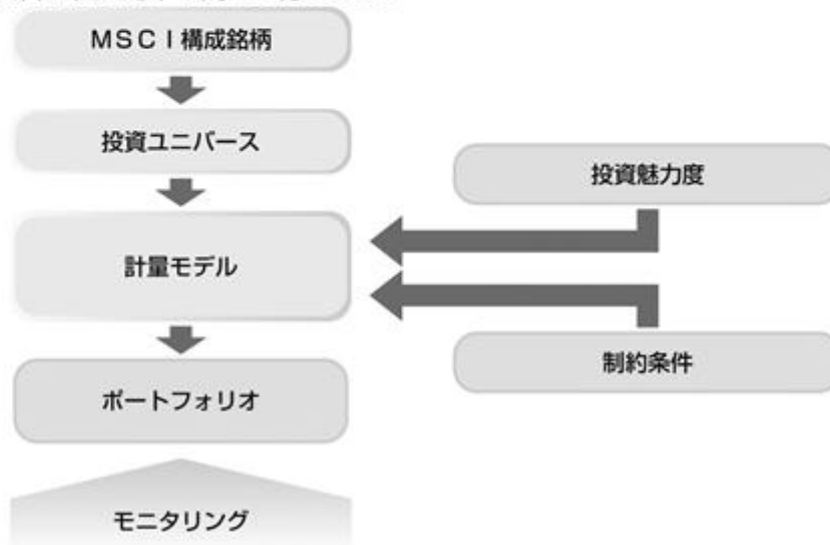 MSCI構成銘柄
投資ユニバース
投資魅力度
計量モデル
制約条件
ポートフォリオ
モニタリング